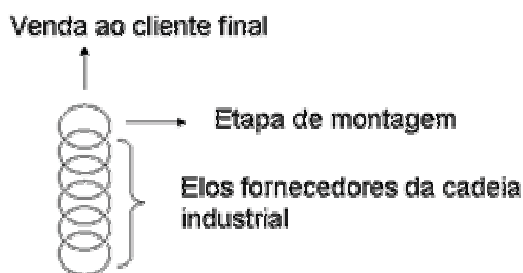 Venda ao cliente final
Etapa de montagem
Elos fornecedores da cadeia
industrial